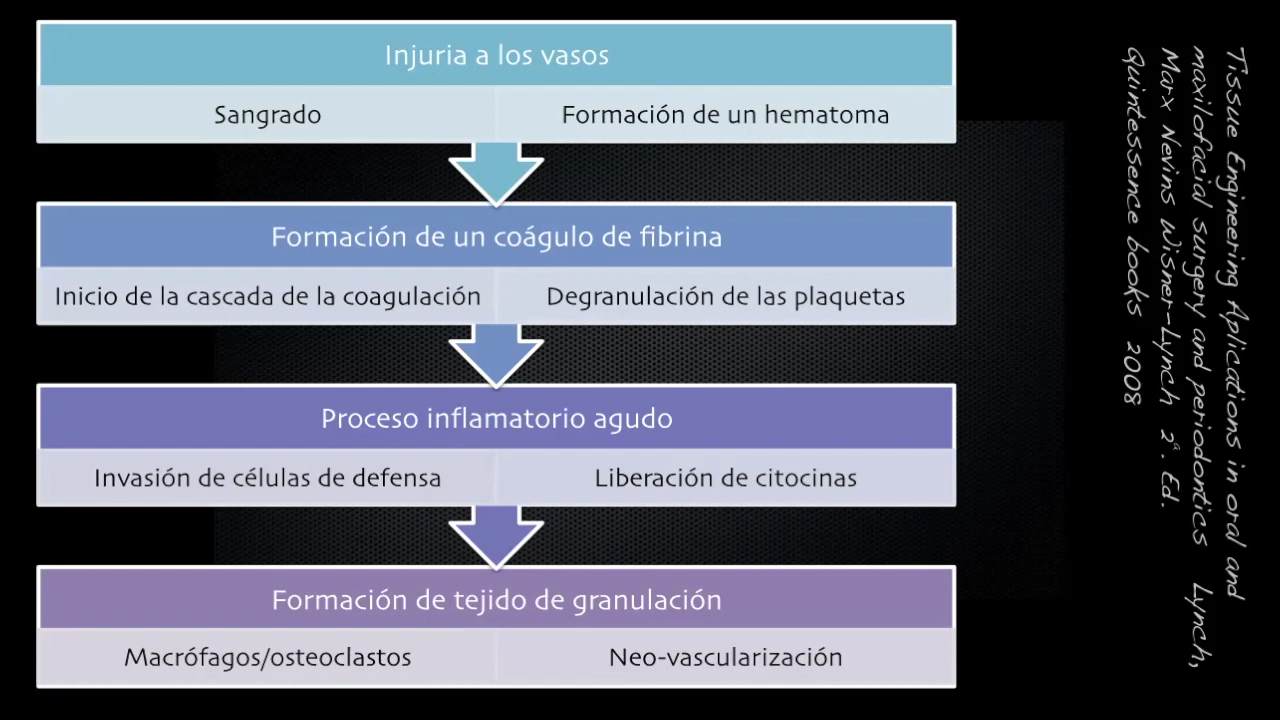 Injuria a los vasos
Sangrado
Formación de un hematoma
Formación de un coágulo de fibrina
Inicio de la cascada de la coagulación
Degranulación de las plaquetas
Proceso inflamatorio agudo
Invasión de células de defensa
Liberación de citocinas
Formación de tejido de granulación
Macrófagos/osteoclastos
Neo-vascularización
Tissue Engineering Aplications in oral and
maxilofacial surgery and periodontics Lynch,
Marx Nevins Wisner-Lynch 2ª. Ed.
Quintessence books 2008